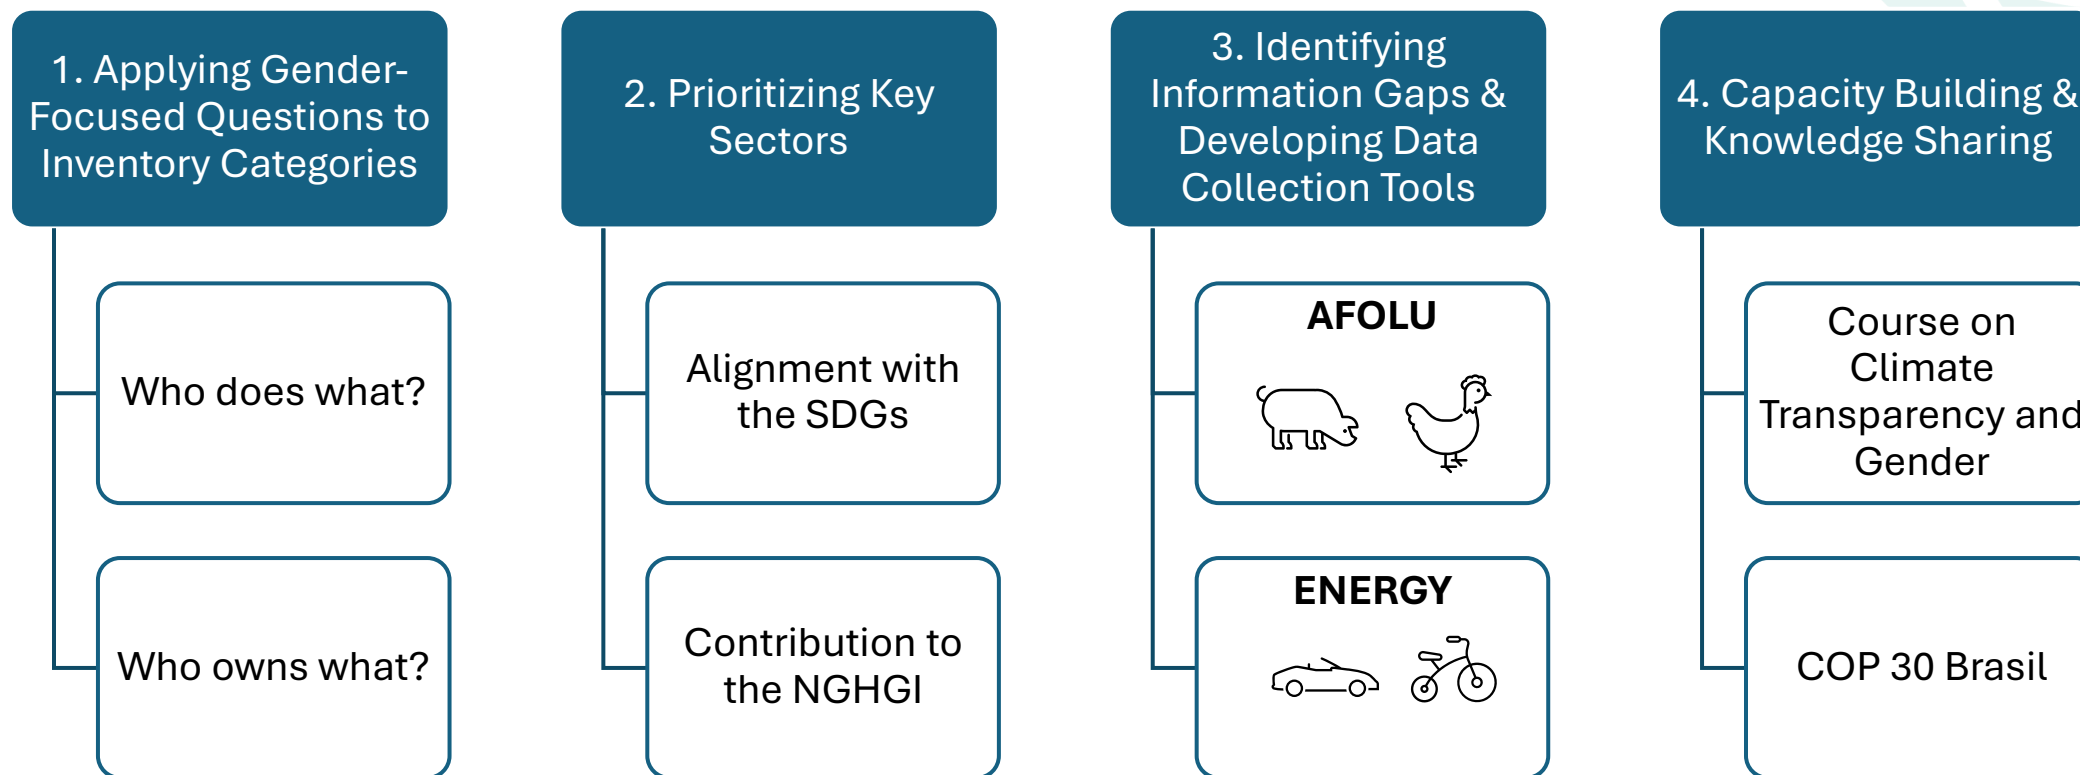 1. Applying Gender-
Focused Questions to
Inventory Categories
Who does what?
Who owns what?
2. Prioritizing Key
Sectors
Alignment with
the SDGs
Contribution to
the NGHGI
3. Identifying
Information Gaps &
Developing Data
Collection Tools
AFOLU
ENERGY
4. Capacity Building &
Knowledge Sharing
Course on
Climate
Transparency and
Gender
COP 30 Brasil